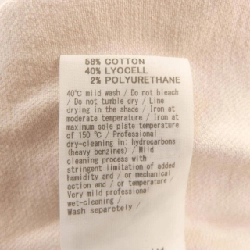 58% COTTON
40% LYOCELL
2% POLYURETHANE
40°C mild wash / Do not bleach
/ Do not tumble dry / Line
drying in the shade / Iron at
moderate temperature / Iron at
maximum sole plate temperature
of 150 °C / Professional
dry-cleaning in: hydrocarbons
(heavy benzines) / Mild
cleaning process with
stringent limitation of added
humidity and / or mechanical
action and / or temperature /
Very mild professional
wet-cleaning /
Wash separately /